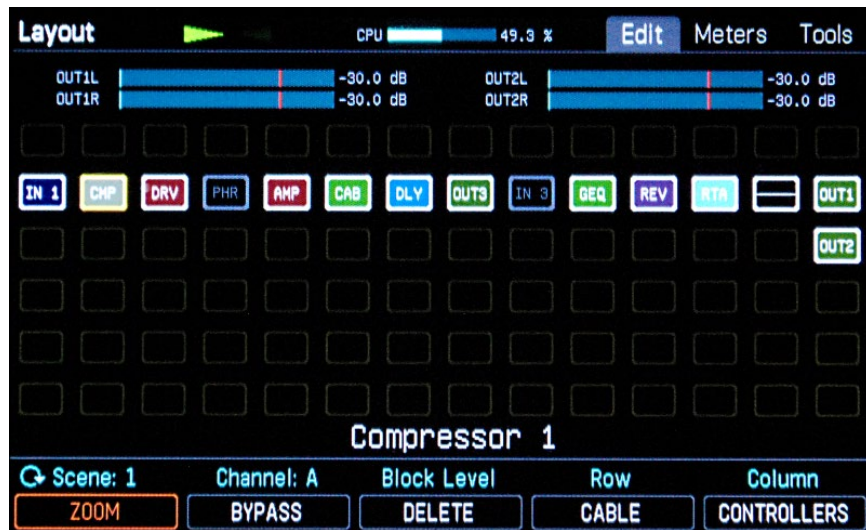 Layout CPU 49.3 % Edit Meters Tools
OUT1L -30.0 dB OUT2L -30.0 dB
OUT1R -30.0 dB OUT2R -30.0 dB
IN 1 CMP DRV PHR AMP CAB DLY OUT3 IN 3 GEQ REV RTA OUT1
OUT2
Compressor 1
Scene: 1 Channel: A Block Level Row Column
ZOOM BYPASS DELETE CABLE CONTROLLERS